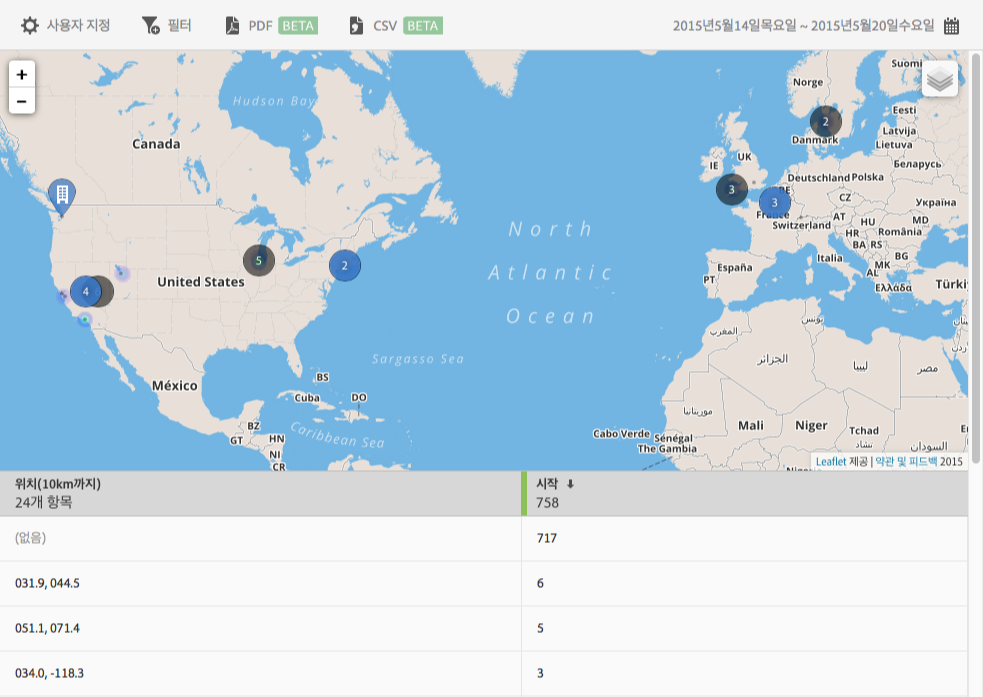 사용자 지정 필터 PDF BETA CSV BETA 2015년5월14일목요일 ~ 2015년5월20일수요일
+
−
Hudson Bay
Canada
Norge
Suomi
2
Danmark
Eesti
Latvija
Lietuva
Беларусь
IE
UK
3
3
Deutschland
Polska
CZ
Україна
France
Switzerland
AT
HU
MD
HR
România
BA
RS
BG
Italia
MK
AL
Ελλάδα
España
PT
5
2
4
United States
North
Atlantic
Ocean
Sargasso Sea
México
BS
Cuba
DO
BZ
GT
HN
NI
CR
Caribbean Sea
تونس
المغرب
الجزائر
ليبيا
مصر
موريتانيا
Mali
Niger
Tchad
تشاد
السودان
Cabo Verde
Sénégal
The Gambia
Leaflet 제공 | 약관 및 피드백 2015
위치(10km까지) 시작
24개 항목 758
(없음) 717
031.9, 044.5 6
051.1, 071.4 5
034.0, -118.3 3